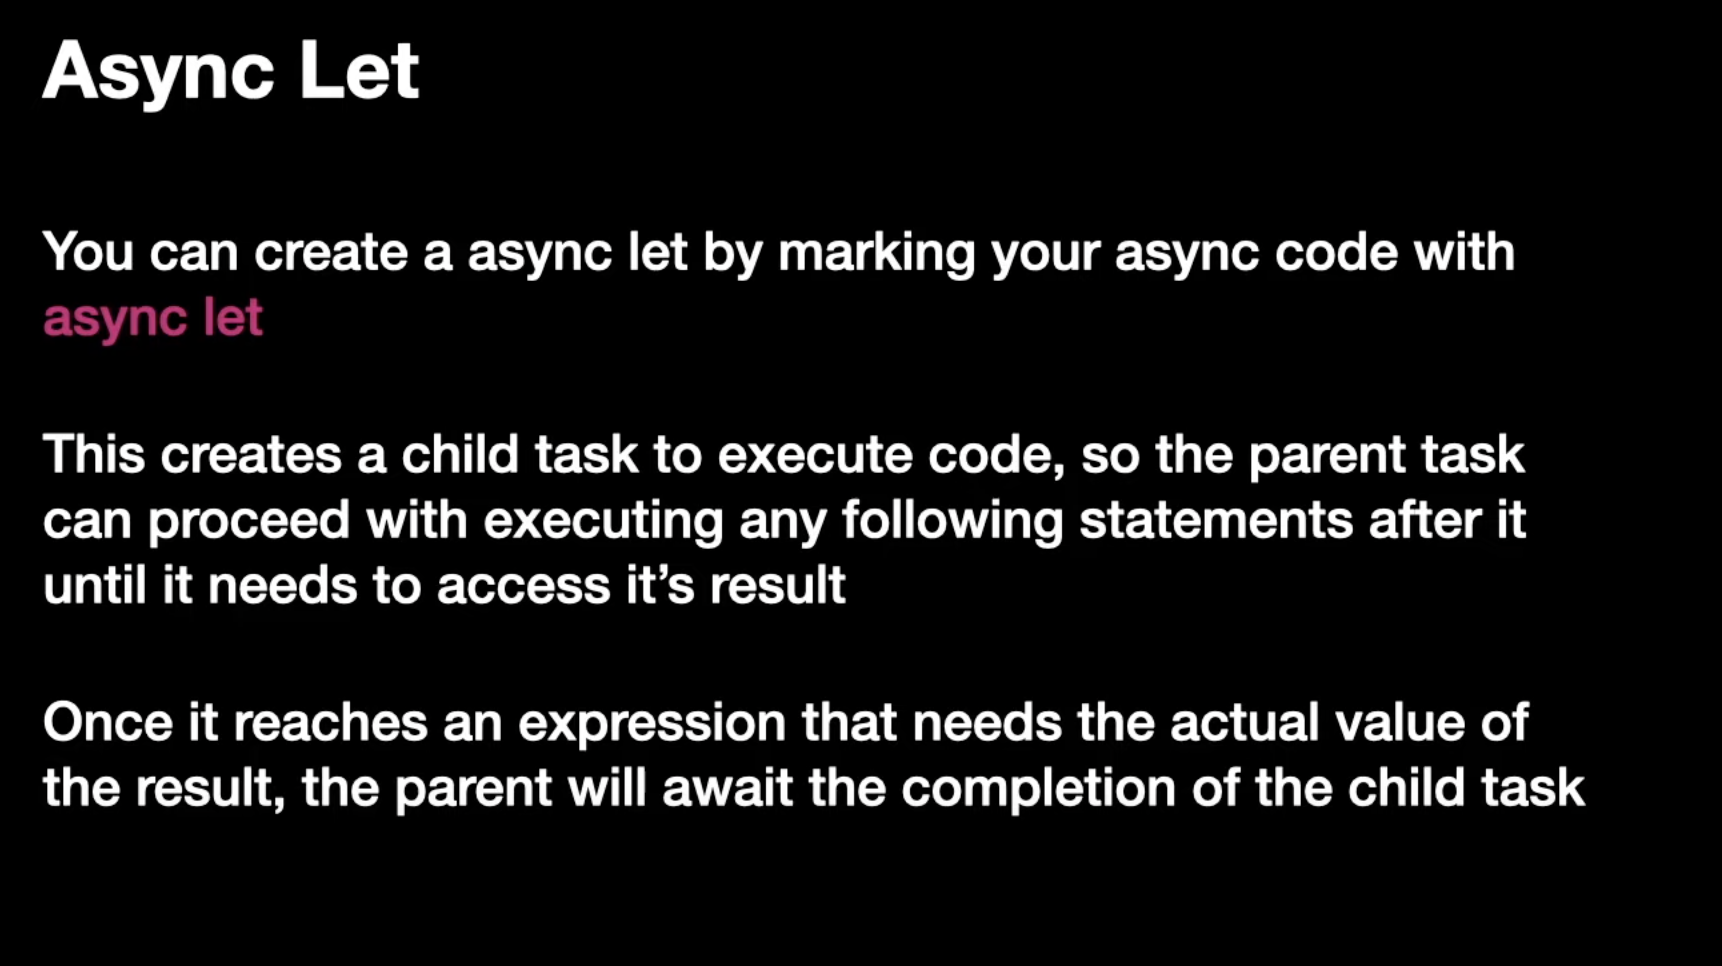 Async Let
You can create a async let by marking your async code with
async let
This creates a child task to execute code, so the parent task
can proceed with executing any following statements after it
until it needs to access it’s result
Once it reaches an expression that needs the actual value of
the result, the parent will await the completion of the child task